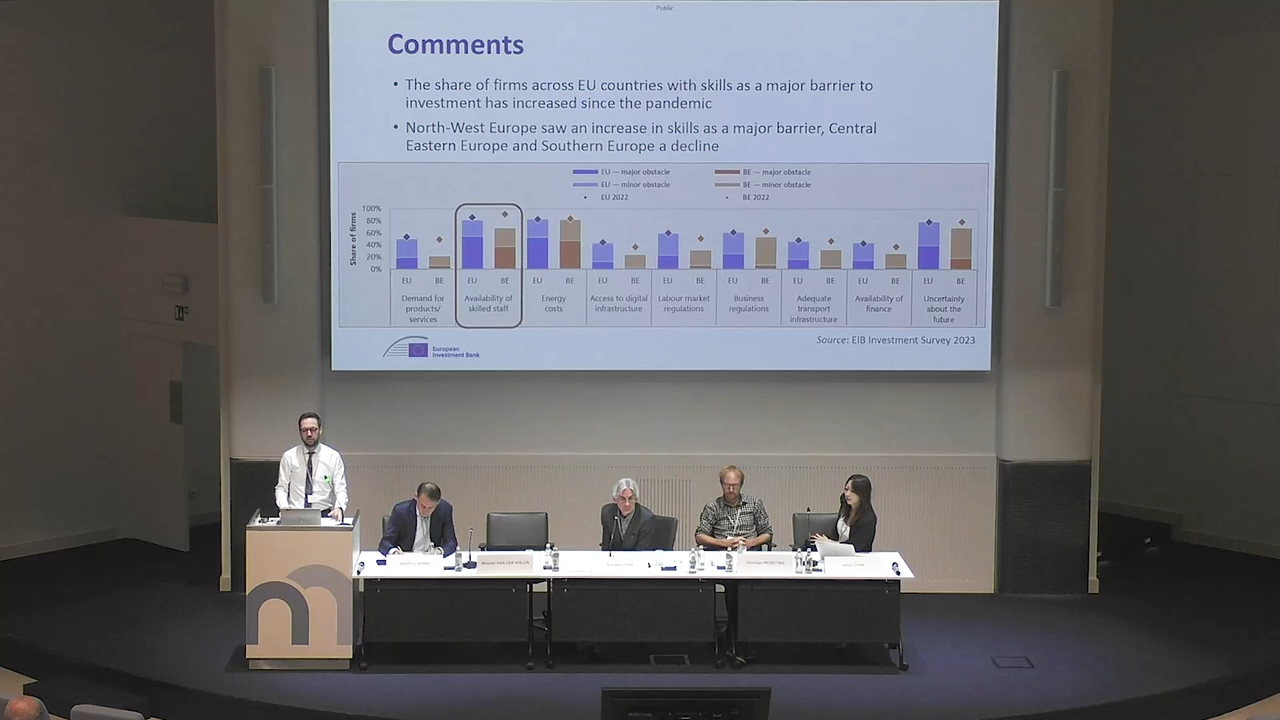 Public
Comments
• The share of firms across EU countries with skills as a major barrier to
investment has increased since the pandemic
• North-West Europe saw an increase in skills as a major barrier, Central
Eastern Europe and Southern Europe a decline
EU — major obstacle
BE — major obstacle
EU — minor obstacle
BE — minor obstacle
EU 2022
BE 2022
Share of firms
100%
80%
60%
40%
20%
0%
EU BE EU BE EU BE EU BE EU BE EU BE EU BE EU BE EU BE
Demand for
products/
services
Availability of
skilled staff
Energy
costs
Access to digital
infrastructure
Labour market
regulations
Business
regulations
Adequate
transport
infrastructure
Availability of
finance
Uncertainty
about the
future
European
Investment Bank
Source: EIB Investment Survey 2023
Wouter VAN DER WIELEN
Christian PROEBSTING